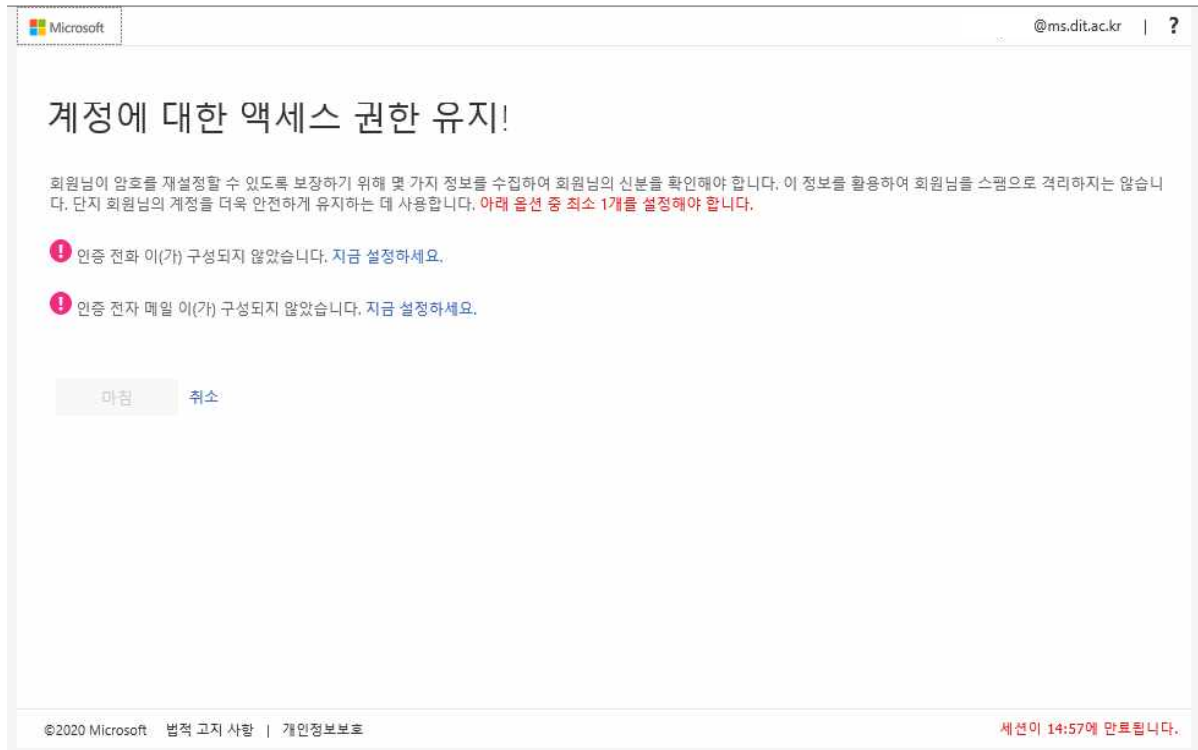 Microsoft
@ms.dit.ac.kr | ?
계정에 대한 액세스 권한 유지!
회원님이 암호를 재설정할 수 있도록 보장하기 위해 몇 가지 정보를 수집하여 회원님의 신분을 확인해야 합니다. 이 정보를 활용하여 회원님을 스팸으로 격리하지는 않습니
다. 단지 회원님의 계정을 더욱 안전하게 유지하는 데 사용합니다. 아래 옵션 중 최소 1개를 설정해야 합니다.
! 인증 전화 이(가) 구성되지 않았습니다. 지금 설정하세요.
! 인증 전자 메일 이(가) 구성되지 않았습니다. 지금 설정하세요.
마침 취소
©2020 Microsoft 법적 고지 사항 | 개인정보보호
세션이 14:57에 만료됩니다.